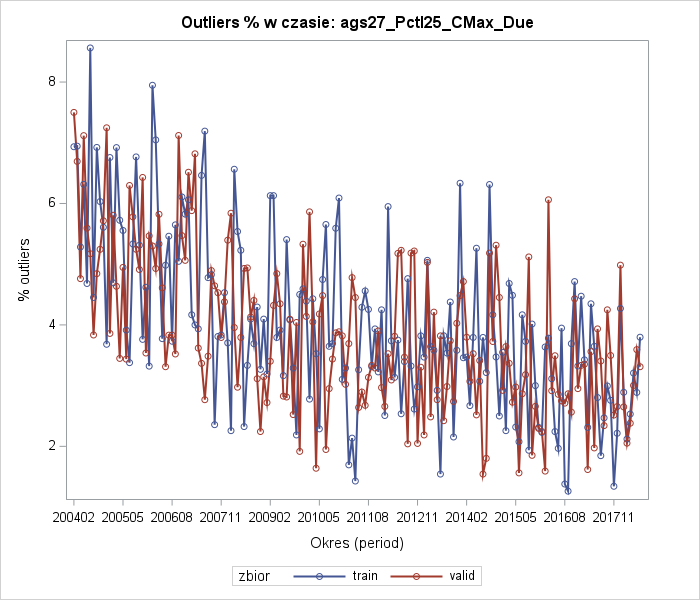 Outliers % w czasie: ags27_Pctl25_CMax_Due
% outliers
8
6
4
2
200402 200505 200608 200711 200902 201005 201108 201211 201402 201505 201608 201711
Okres (period)
zbior train valid